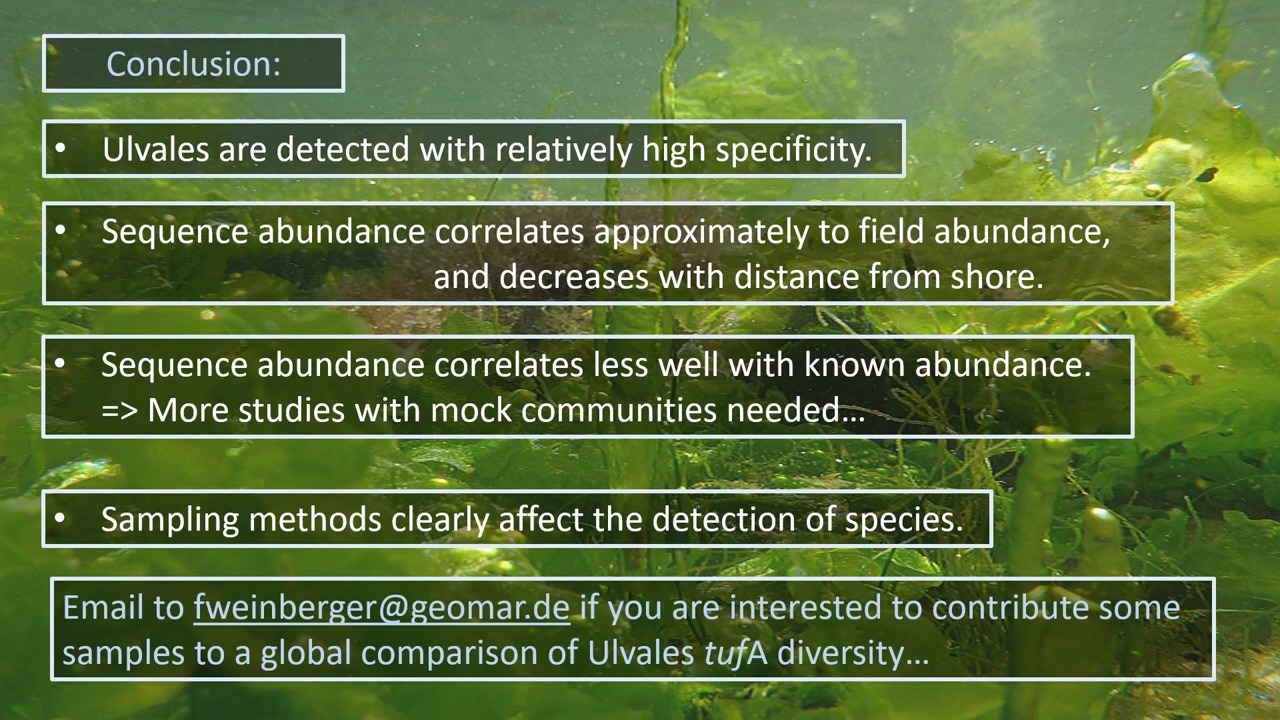 Conclusion:
• Ulvales are detected with relatively high specificity.
• Sequence abundance correlates approximately to field abundance,
and decreases with distance from shore.
• Sequence abundance correlates less well with known abundance.
=> More studies with mock communities needed…
• Sampling methods clearly affect the detection of species.
Email to fweinberger@geomar.de if you are interested to contribute some
samples to a global comparison of Ulvales tufA diversity…